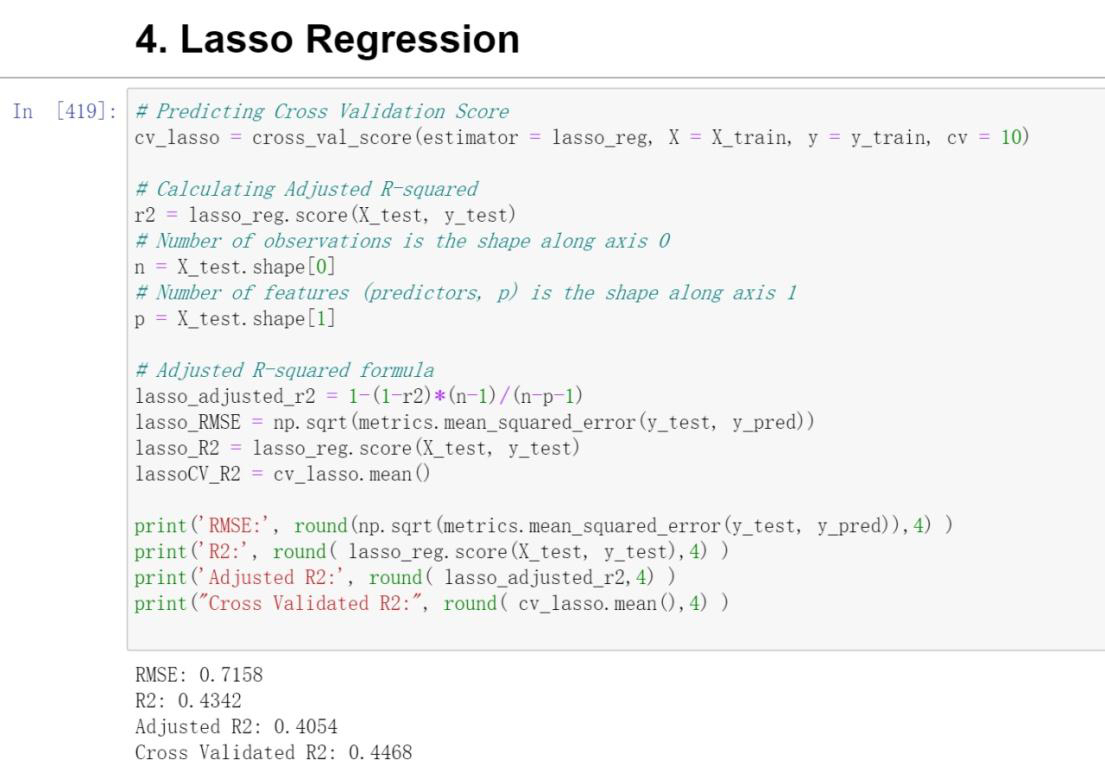 4. Lasso Regression
In [419]:
# Predicting Cross Validation Score
cv_lasso = cross_val_score(estimator = lasso_reg, X = X_train, y = y_train, cv = 10)
# Calculating Adjusted R-squared
r2 = lasso_reg.score(X_test, y_test)
# Number of observations is the shape along axis 0
n = X_test.shape[0]
# Number of features (predictors, p) is the shape along axis 1
p = X_test.shape[1]
# Adjusted R-squared formula
lasso_adjusted_r2 = 1-(1-r2)*(n-1)/(n-p-1)
lasso_RMSE = np.sqrt(metrics.mean_squared_error(y_test, y_pred))
lasso_R2 = lasso_reg.score(X_test, y_test)
lassoCV_R2 = cv_lasso.mean()
print('RMSE:', round(np.sqrt(metrics.mean_squared_error(y_test, y_pred)),4) )
print('R2:', round( lasso_reg.score(X_test, y_test),4) )
print('Adjusted R2:', round( lasso_adjusted_r2,4) )
print("Cross Validated R2:", round( cv_lasso.mean(),4) )
RMSE: 0.7158
R2: 0.4342
Adjusted R2: 0.4054
Cross Validated R2: 0.4468